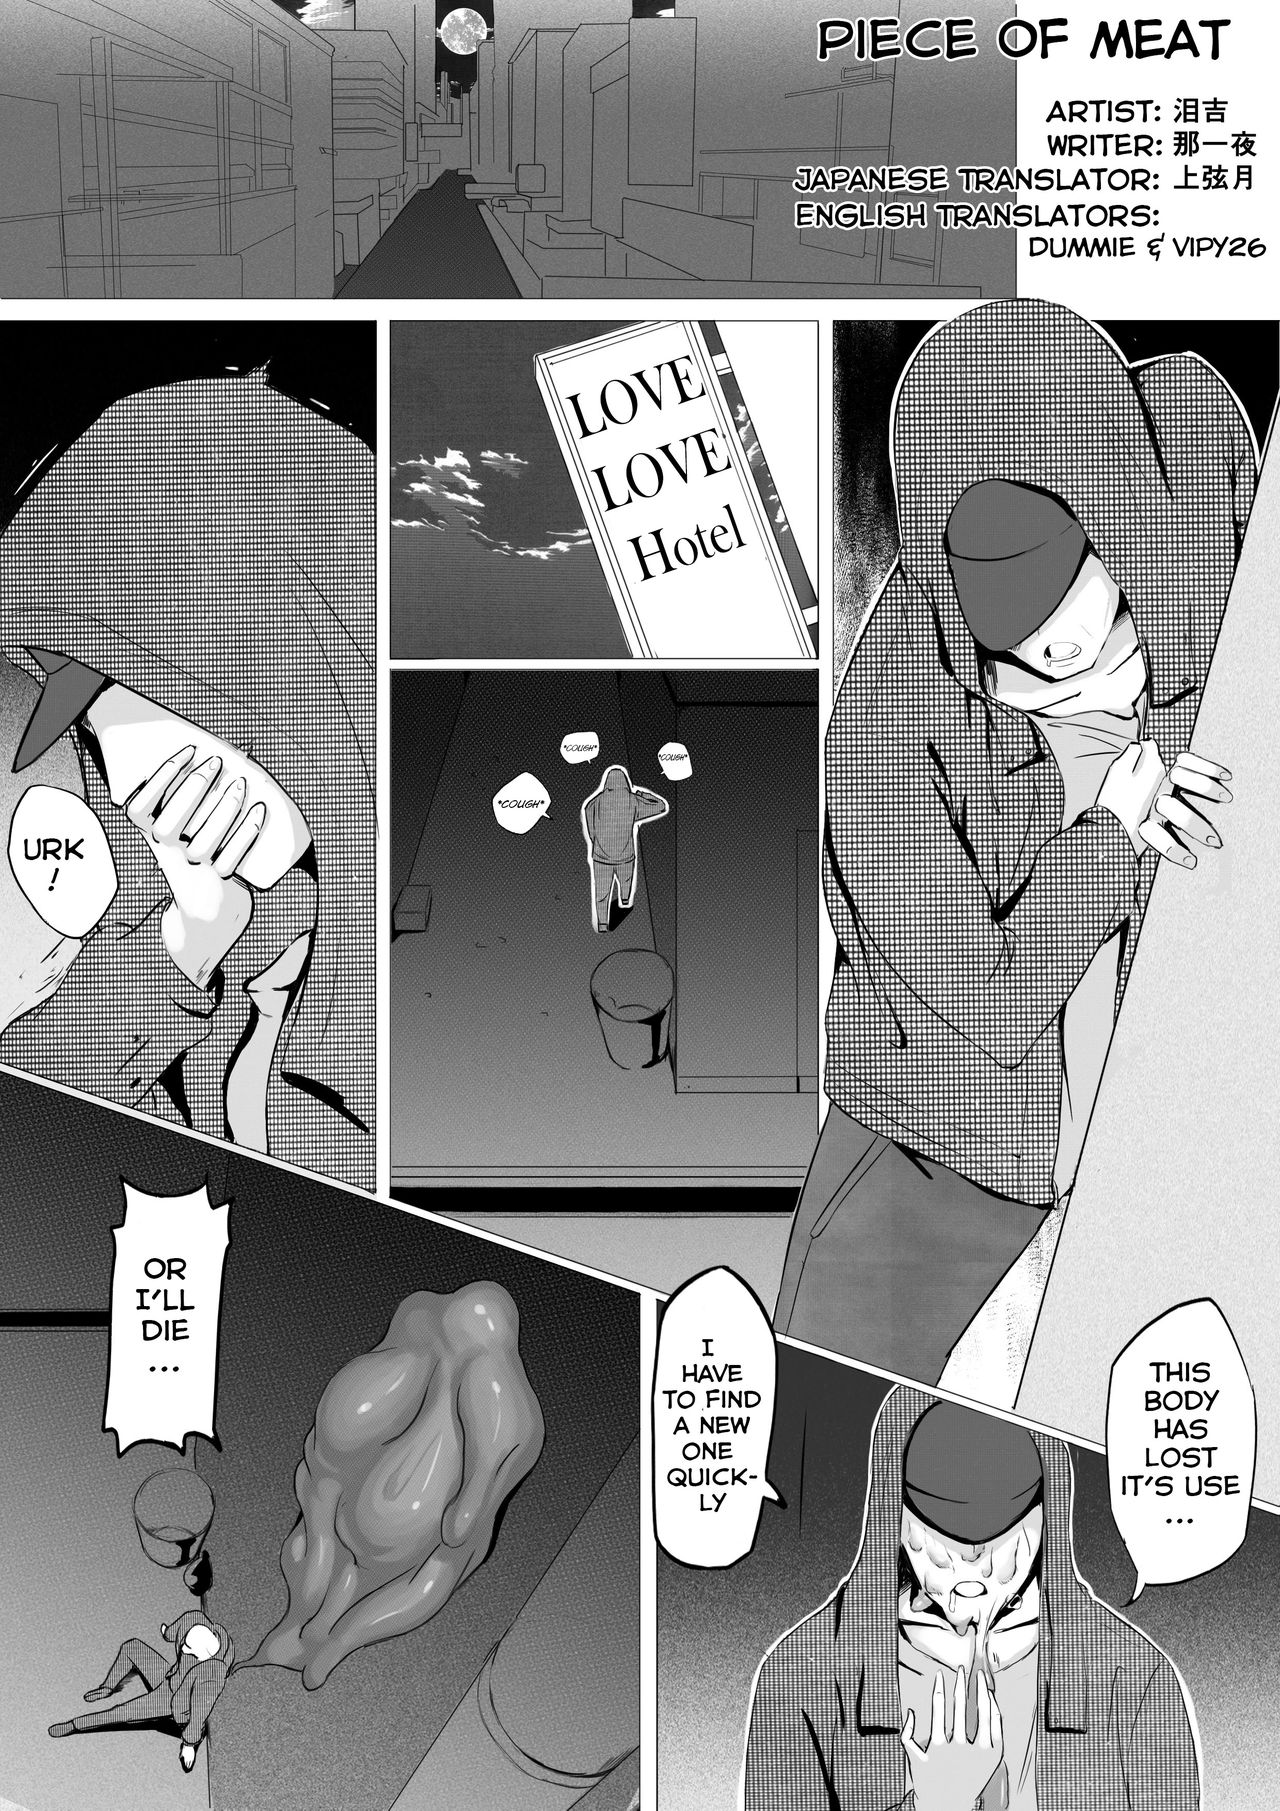 PIECE OF MEAT
ARTIST: 泪吉
WRITER: 那一夜
JAPANESE TRANSLATOR: 上弦月
ENGLISH TRANSLATORS:
DUMMIE & VIPY26
LOVE
LOVE
Hotel
*COUGH*
*COUGH*
*COUGH*
URK
!
THIS
BODY
HAS
LOST
IT'S USE
...
I
HAVE
TO FIND
A NEW
ONE
QUICK-
LY
OR
I'LL
DIE
...